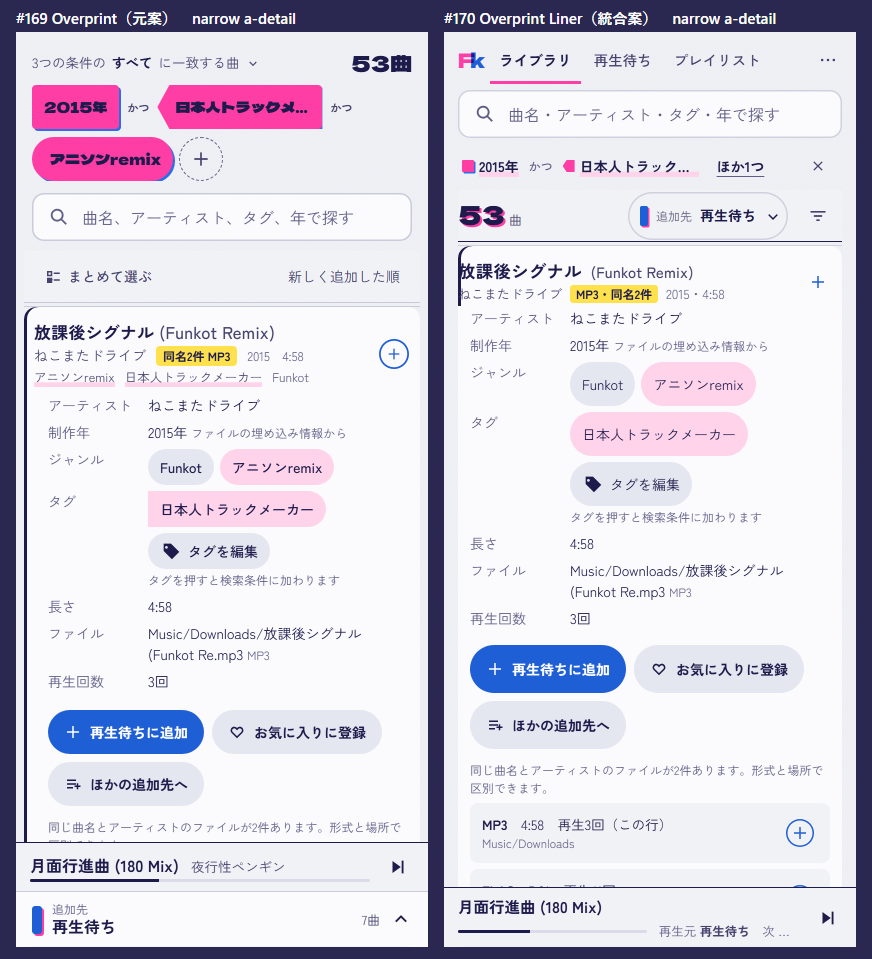 #169 Overprint（元案） narrow a-detail
3つの条件の すべて に一致する曲
53曲
2015年 かつ 日本人トラックメ… かつ
アニソンremix
曲名、アーティスト、タグ、年で探す
まとめて選ぶ 新しく追加した順
放課後シグナル (Funkot Remix)
ねこまたドライブ 同名2件 MP3 2015 4:58
アニソンremix 日本人トラックメーカー Funkot
アーティスト ねこまたドライブ
制作年 2015年 ファイルの埋め込み情報から
ジャンル Funkot アニソンremix
タグ 日本人トラックメーカー
タグを編集
タグを押すと検索条件に加わります
長さ 4:58
ファイル Music/Downloads/放課後シグナル
(Funkot Re.mp3 MP3
再生回数 3回
再生待ちに追加 お気に入りに登録
ほかの追加先へ
同じ曲名とアーティストのファイルが2件あります。形式と場所で
月面行進曲 (180 Mix) 夜行性ペンギン
追加先
再生待ち 7曲
#170 Overprint Liner（統合案） narrow a-detail
Fk ライブラリ 再生待ち プレイリスト …
曲名・アーティスト・タグ・年で探す
2015年 かつ 日本人トラック… ほか1つ
53曲 追加先 再生待ち
放課後シグナル (Funkot Remix)
ねこまたドライブ MP3・同名2件 2015・4:58
アーティスト ねこまたドライブ
制作年 2015年 ファイルの埋め込み情報から
ジャンル Funkot アニソンremix
タグ 日本人トラックメーカー
タグを編集
タグを押すと検索条件に加わります
長さ 4:58
ファイル Music/Downloads/放課後シグナル
(Funkot Re.mp3 MP3
再生回数 3回
再生待ちに追加 お気に入りに登録
ほかの追加先へ
同じ曲名とアーティストのファイルが2件あります。形式と場所で
区別できます。
MP3 4:58 再生3回（この行）
Music/Downloads
月面行進曲 (180 Mix)
再生元 再生待ち 次 …